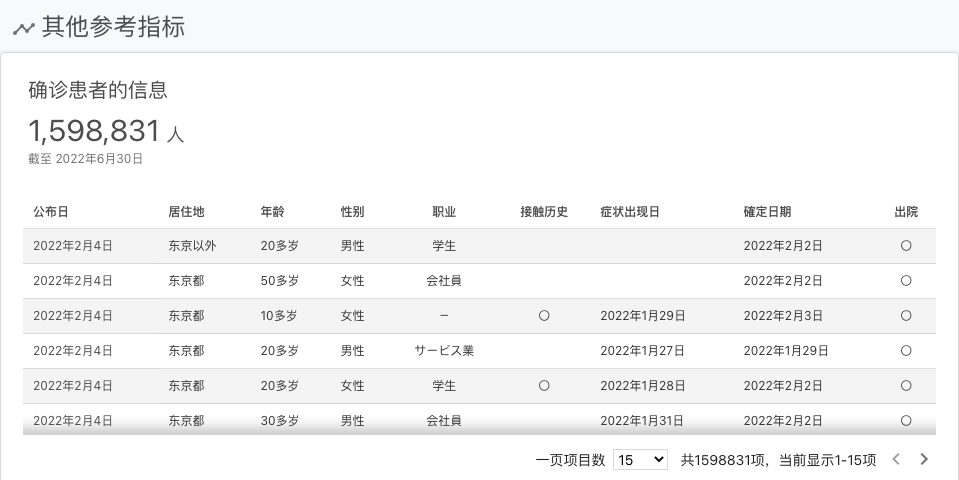 其他参考指标
确诊患者的信息
1,598,831 人
截至 2022年6月30日
公布日 居住地 年龄 性别 职业 接触历史 症状出现日 確定日期 出院
2022年2月4日 东京以外 20多岁 男性 学生 2022年2月2日 〇
2022年2月4日 东京都 50多岁 女性 会社員 2022年2月2日 〇
2022年2月4日 东京都 10多岁 女性 － 〇 2022年1月29日 2022年2月3日 〇
2022年2月4日 东京都 20多岁 男性 サービス業 2022年1月27日 2022年1月29日 〇
2022年2月4日 东京都 20多岁 女性 学生 〇 2022年1月28日 2022年2月2日 〇
2022年2月4日 东京都 30多岁 男性 会社員 2022年1月31日 2022年2月2日 〇
一页项目数 15 共1598831项，当前显示1-15项